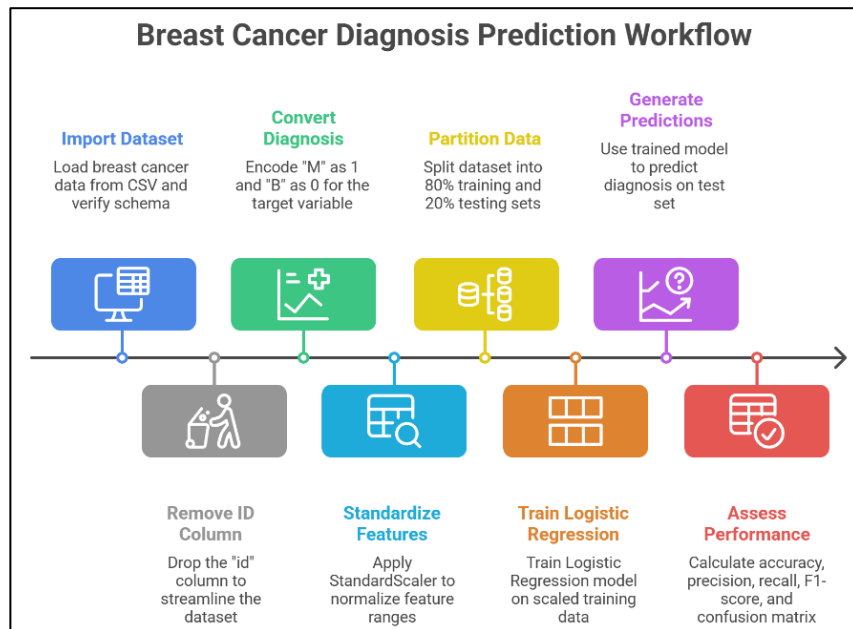 Breast Cancer Diagnosis Prediction Workflow
Import Dataset
Load breast cancer
data from CSV and
verify schema
Convert
Diagnosis
Encode "M" as 1
and "B" as 0 for the
target variable
Partition Data
Split dataset into
80% training and
20% testing sets
Generate
Predictions
Use trained model
to predict
diagnosis on test
set
?
Remove ID
Column
Drop the "id"
column to
streamline the
dataset
Standardize
Features
Apply
StandardScaler to
normalize feature
ranges
Train Logistic
Regression
Train Logistic
Regression model
on scaled training
data
Assess
Performance
Calculate accuracy,
precision, recall, F1-
score, and
confusion matrix